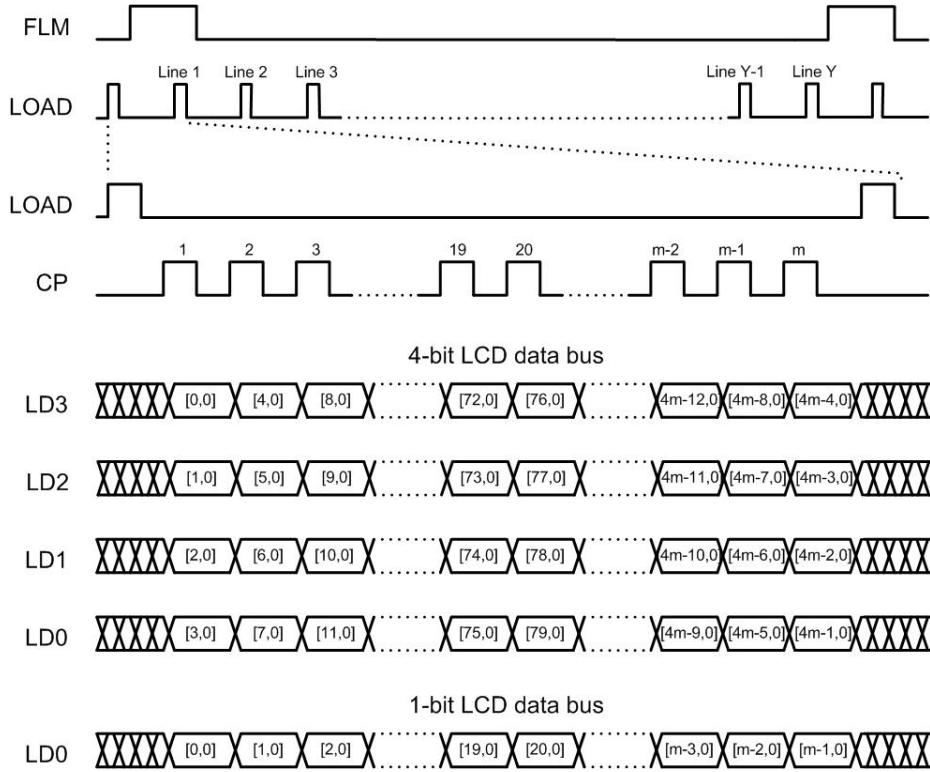 FLM
Line 1 Line 2 Line 3 Line Y-1 Line Y
LOAD
LOAD
1 2 3 19 20 m-2 m-1 m
CP
4-bit LCD data bus
LD3 [0,0] [4,0] [8,0] [72,0] [76,0] 4m-12,0] [4m-8,0] [4m-4,0]
LD2 [1,0] [5,0] [9,0] [73,0] [77,0] 4m-11,0] [4m-7,0] [4m-3,0]
LD1 [2,0] [6,0] [10,0] [74,0] [78,0] 4m-10,0] [4m-6,0] [4m-2,0]
LD0 [3,0] [7,0] [11,0] [75,0] [79,0] [4m-9,0] [4m-5,0] [4m-1,0]
1-bit LCD data bus
LD0 [0,0] [1,0] [2,0] [19,0] [20,0] [m-3,0] [m-2,0] [m-1,0]